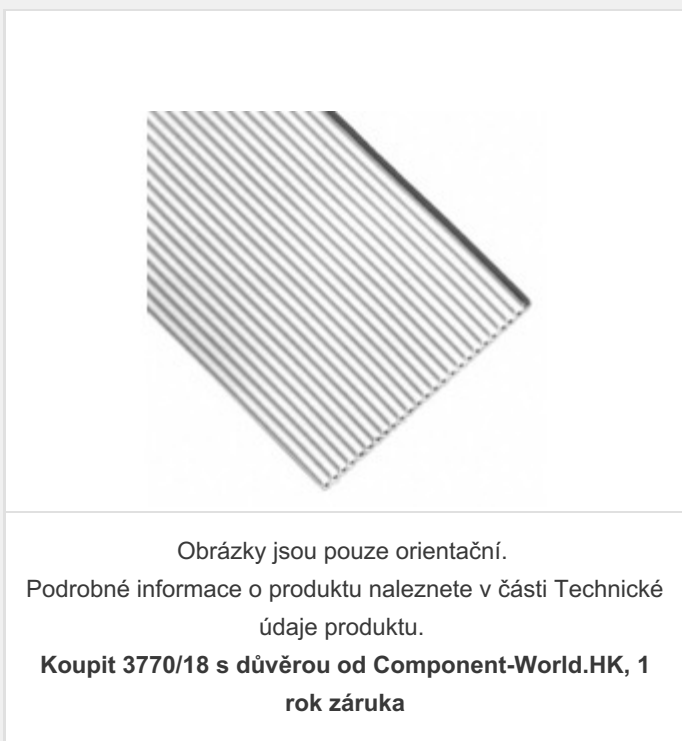 Obrázky jsou pouze orientační.
Podrobné informace o produktu naleznete v části Technické
údaje produktu.
Koupit 3770/18 s důvěrou od Component-World.HK, 1
rok záruka